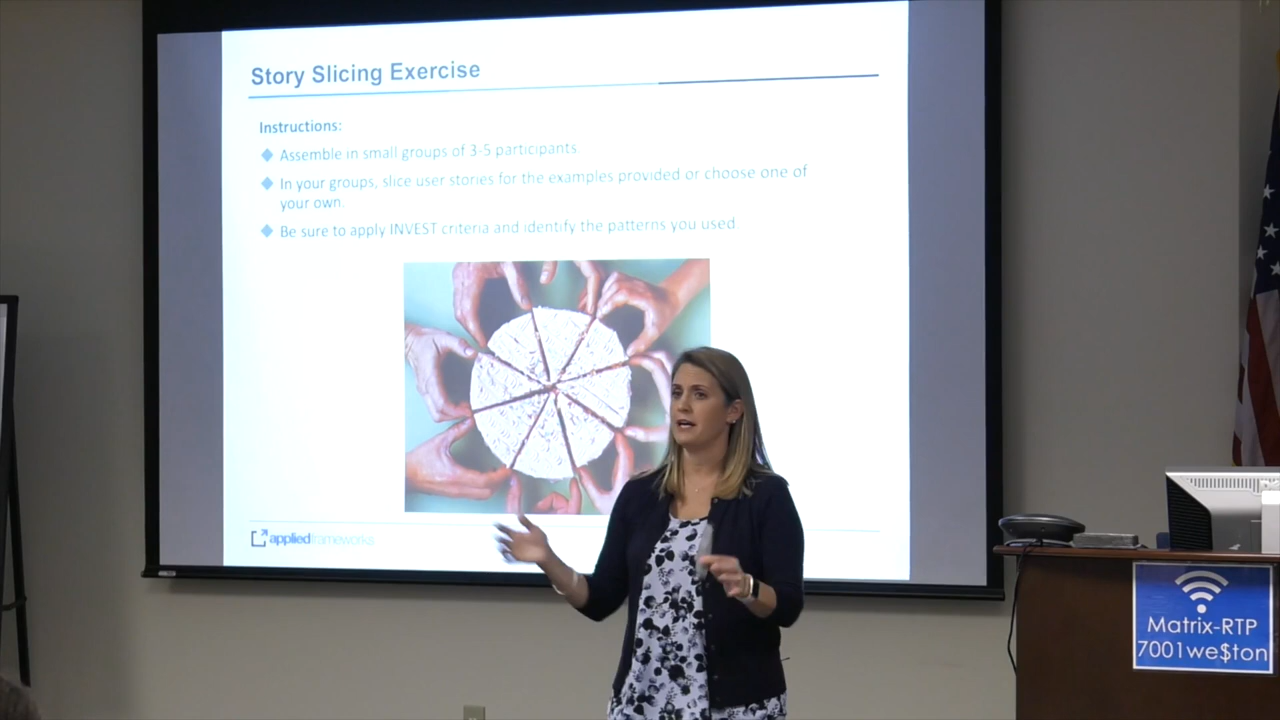 Story Slicing Exercise
Instructions:
Assemble in small groups of 3-5 participants
In your groups, slice user stories for the examples provided or choose one of
your own.
Be sure to apply INVEST criteria and identify the patterns you used.
appliedframeworks
Matrix-RTP
7001we$ton